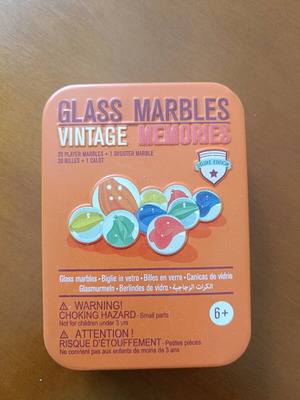 GLASS MARBLES
VINTAGE MEMORIES
20 PLAYER MARBLES + 1 SHOOTER MARBLE
20 BILLES + 1 CALOT
EDITION
Glass marbles • Biglie in vetro • Billes en verre • Canicas de vidrio
Glasmurmeln • Berlindes de vidro • الكرات الزجاجية
⚠ WARNING!
CHOKING HAZARD - Small parts
Not for children under 3 yrs
⚠ ATTENTION !
RISQUE D'ÉTOUFFEMENT - Petites pièces
Ne convient pas aux enfants de moins de 3 ans
6+